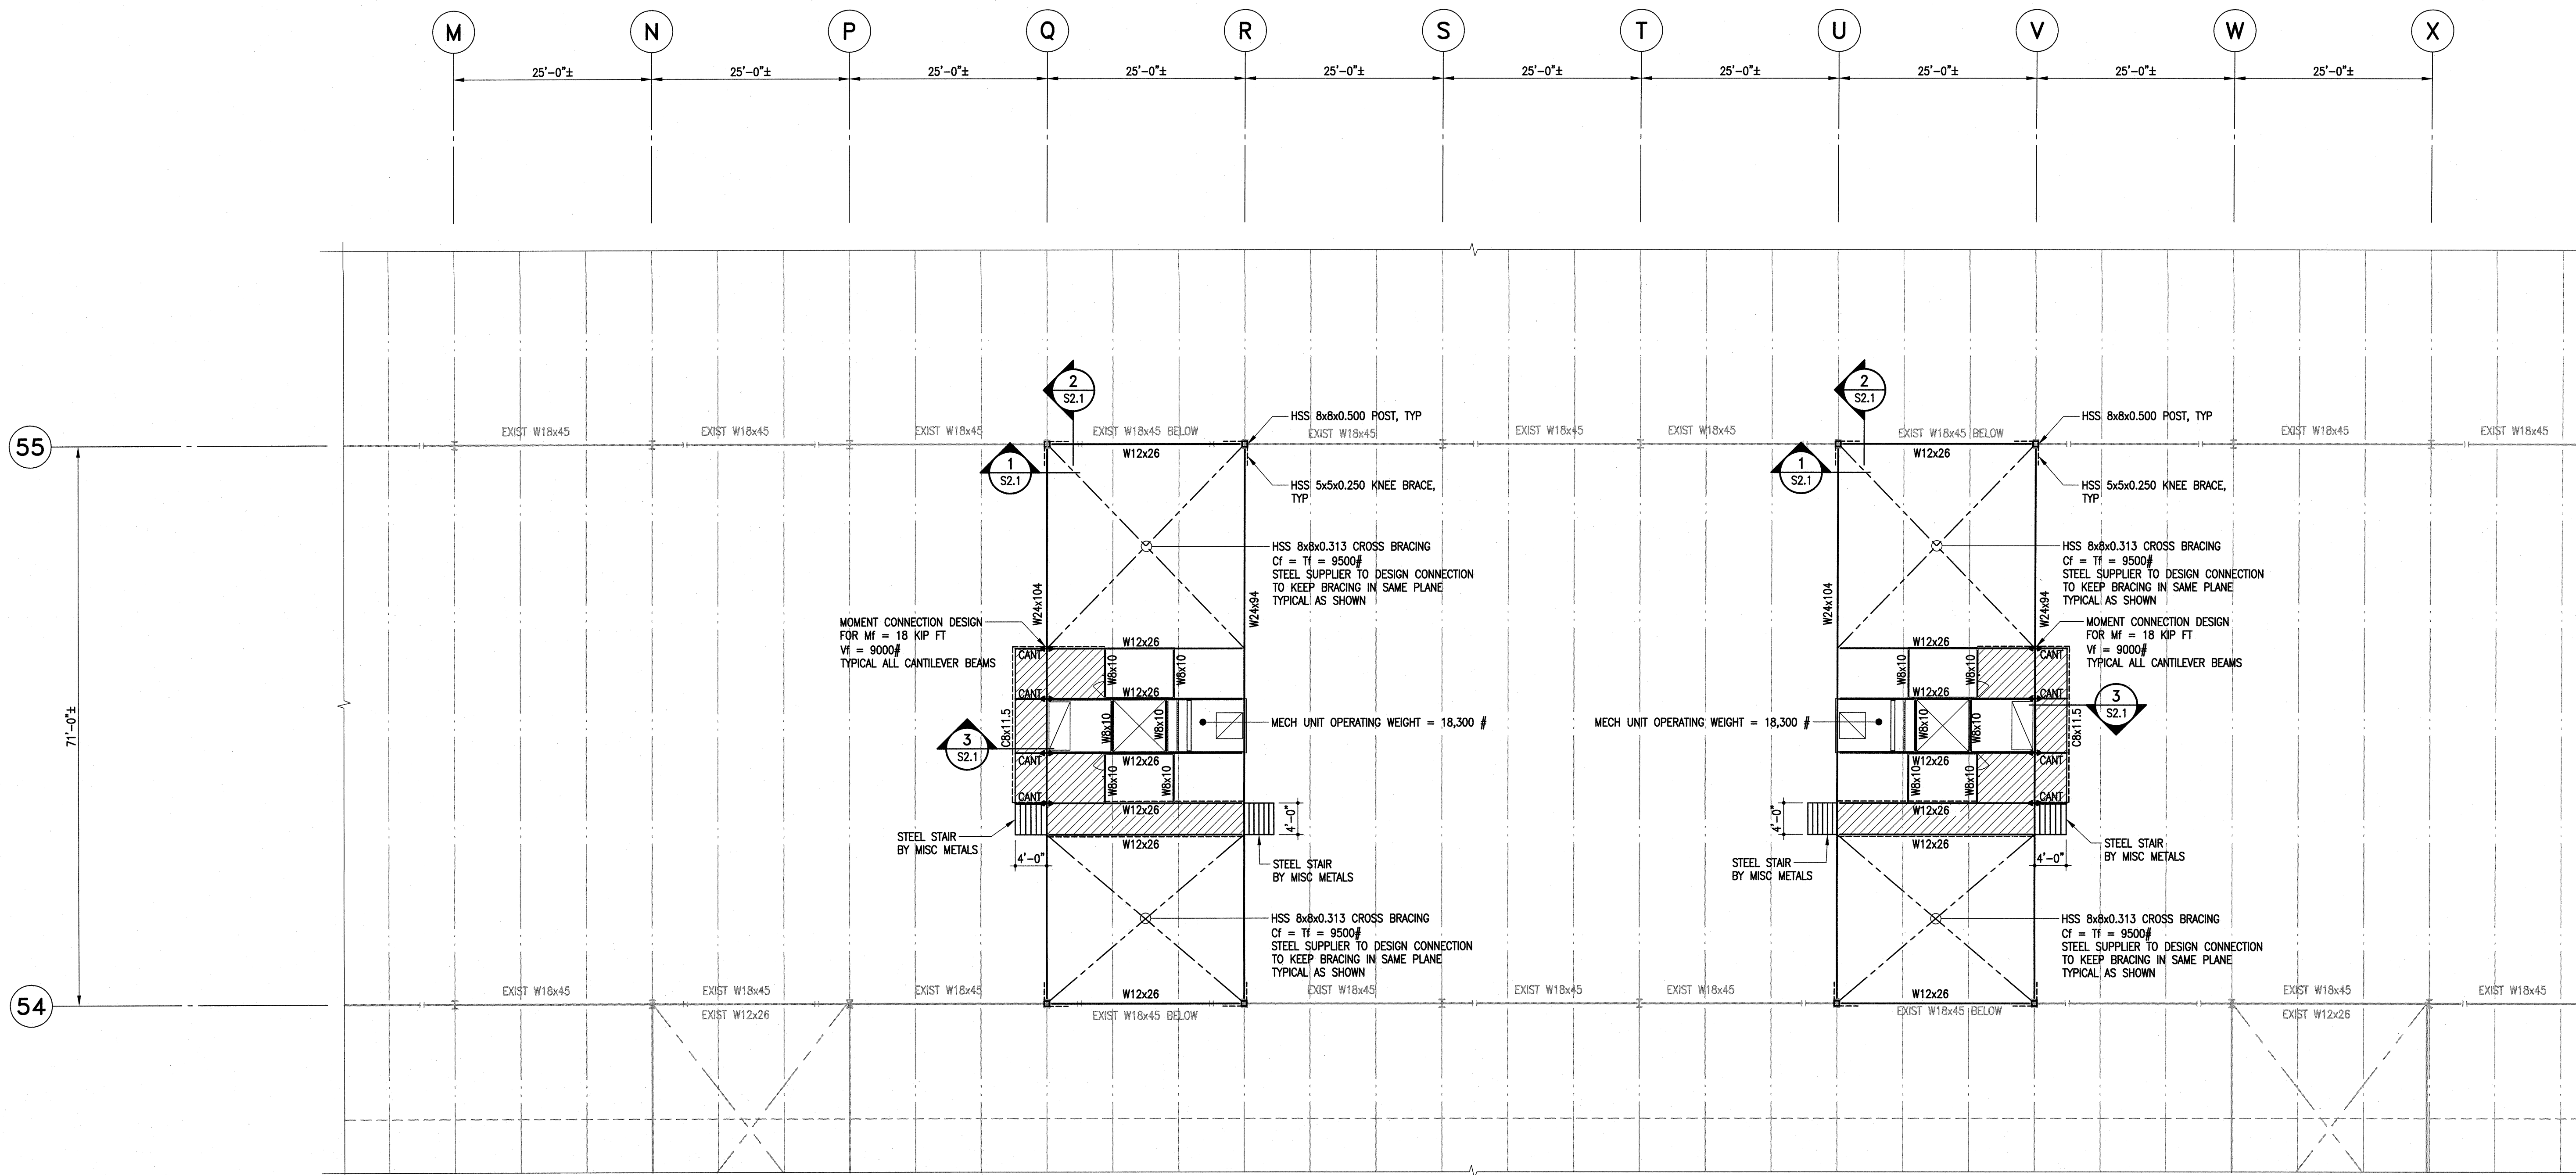 M N P Q R S T U V W X
25'-0"± 25'-0"± 25'-0"± 25'-0"± 25'-0"± 25'-0"± 25'-0"± 25'-0"± 25'-0"± 25'-0"±
2
S2.1
2
S2.1
HSS 8x8x0.500 POST, TYP
HSS 8x8x0.500 POST, TYP
55
EXIST W18x45
EXIST W18x45
EXIST W18x45
EXIST W18x45 BELOW
EXIST W18x45
EXIST W18x45
EXIST W18x45
EXIST W18x45 BELOW
EXIST W18x45
EXIST W18x45
W12x26
W12x26
1
S2.1
1
S2.1
HSS 5x5x0.250 KNEE BRACE,
TYP
HSS 5x5x0.250 KNEE BRACE,
TYP
HSS 8x8x0.313 CROSS BRACING
Cf = Tf = 9500#
STEEL SUPPLIER TO DESIGN CONNECTION
TO KEEP BRACING IN SAME PLANE
TYPICAL AS SHOWN
HSS 8x8x0.313 CROSS BRACING
Cf = Tf = 9500#
STEEL SUPPLIER TO DESIGN CONNECTION
TO KEEP BRACING IN SAME PLANE
TYPICAL AS SHOWN
W24x104
W24x94
W24x104
W24x94
MOMENT CONNECTION DESIGN
FOR Mf = 18 KIP FT
Vf = 9000#
TYPICAL ALL CANTILEVER BEAMS
MOMENT CONNECTION DESIGN
FOR Mf = 18 KIP FT
Vf = 9000#
TYPICAL ALL CANTILEVER BEAMS
W12x26
W12x26
CANT
CANT
W8x10
W8x10
W8x10
W8x10
CANT
W12x26
W12x26
CANT
71'-0"±
C8x11.5
W8x10
W8x10
MECH UNIT OPERATING WEIGHT = 18,300 #
MECH UNIT OPERATING WEIGHT = 18,300 #
W8x10
W8x10
C8x11.5
3
S2.1
3
S2.1
CANT
W12x26
W12x26
CANT
W8x10
W8x10
W8x10
W8x10
CANT
W12x26
W12x26
CANT
4'-0"
4'-0"
STEEL STAIR
BY MISC METALS
W12x26
W12x26
STEEL STAIR
BY MISC METALS
4'-0"
4'-0"
STEEL STAIR
BY MISC METALS
STEEL STAIR
BY MISC METALS
HSS 8x8x0.313 CROSS BRACING
Cf = Tf = 9500#
STEEL SUPPLIER TO DESIGN CONNECTION
TO KEEP BRACING IN SAME PLANE
TYPICAL AS SHOWN
HSS 8x8x0.313 CROSS BRACING
Cf = Tf = 9500#
STEEL SUPPLIER TO DESIGN CONNECTION
TO KEEP BRACING IN SAME PLANE
TYPICAL AS SHOWN
54
EXIST W18x45
EXIST W18x45
EXIST W18x45
W12x26
EXIST W18x45
EXIST W18x45
EXIST W18x45
W12x26
EXIST W18x45
EXIST W18x45
EXIST W12x26
EXIST W18x45 BELOW
EXIST W18x45 BELOW
EXIST W12x26